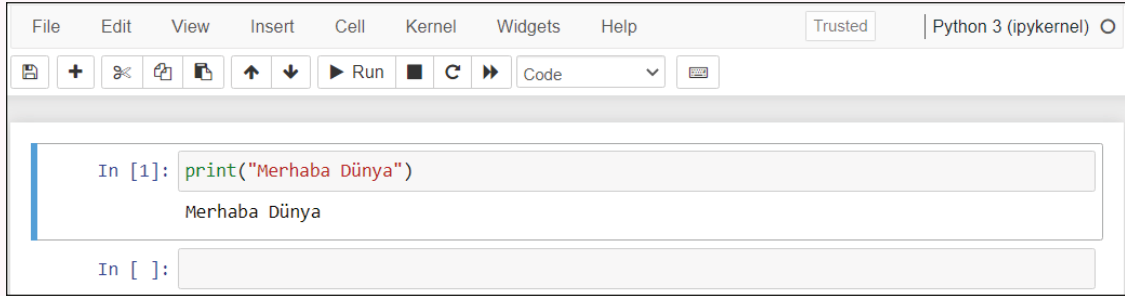 File Edit View Insert Cell Kernel Widgets Help Trusted Python 3 (ipykernel)
Run Code
In [1]: print("Merhaba Dünya")
Merhaba Dünya
In [ ]: